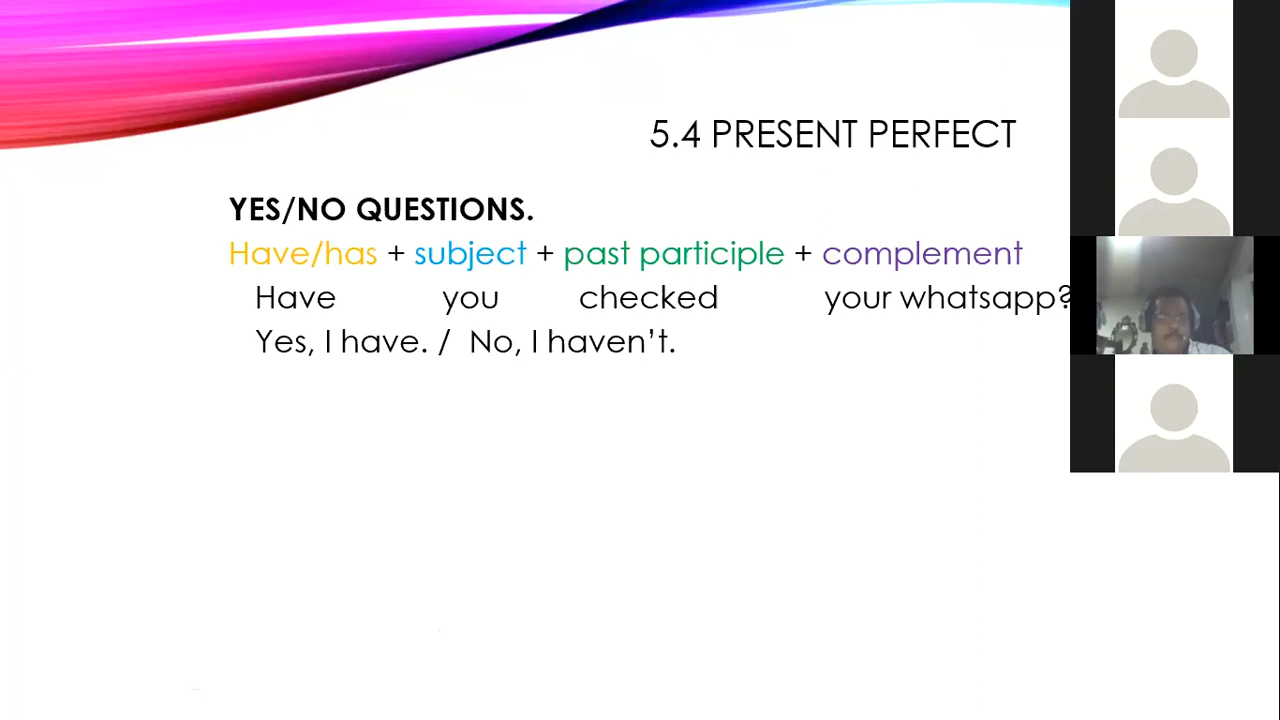 5.4 PRESENT PERFECT
YES/NO QUESTIONS.
Have/has + subject + past participle + complement
Have you checked your whatsapp?
Yes, I have. / No, I haven’t.